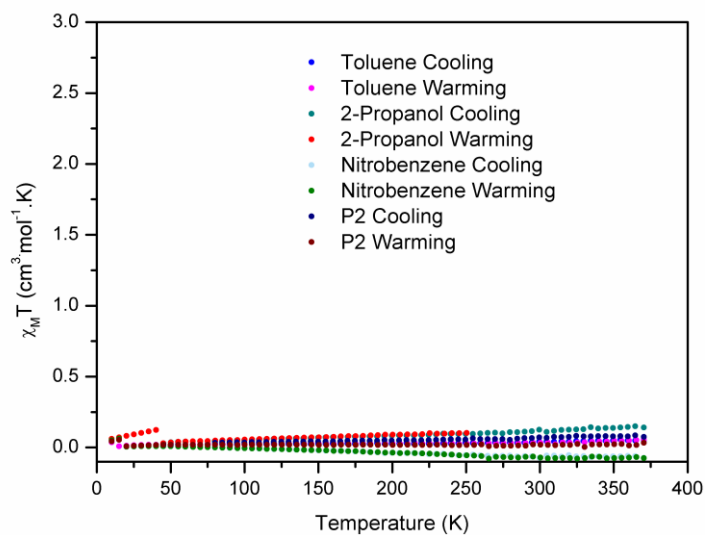 3.0
2.5
2.0
1.5
1.0
0.5
0.0
χMT (cm³·mol⁻¹.K)
Toluene Cooling
Toluene Warming
2-Propanol Cooling
2-Propanol Warming
Nitrobenzene Cooling
Nitrobenzene Warming
P2 Cooling
P2 Warming
0 50 100 150 200 250 300 350 400
Temperature (K)